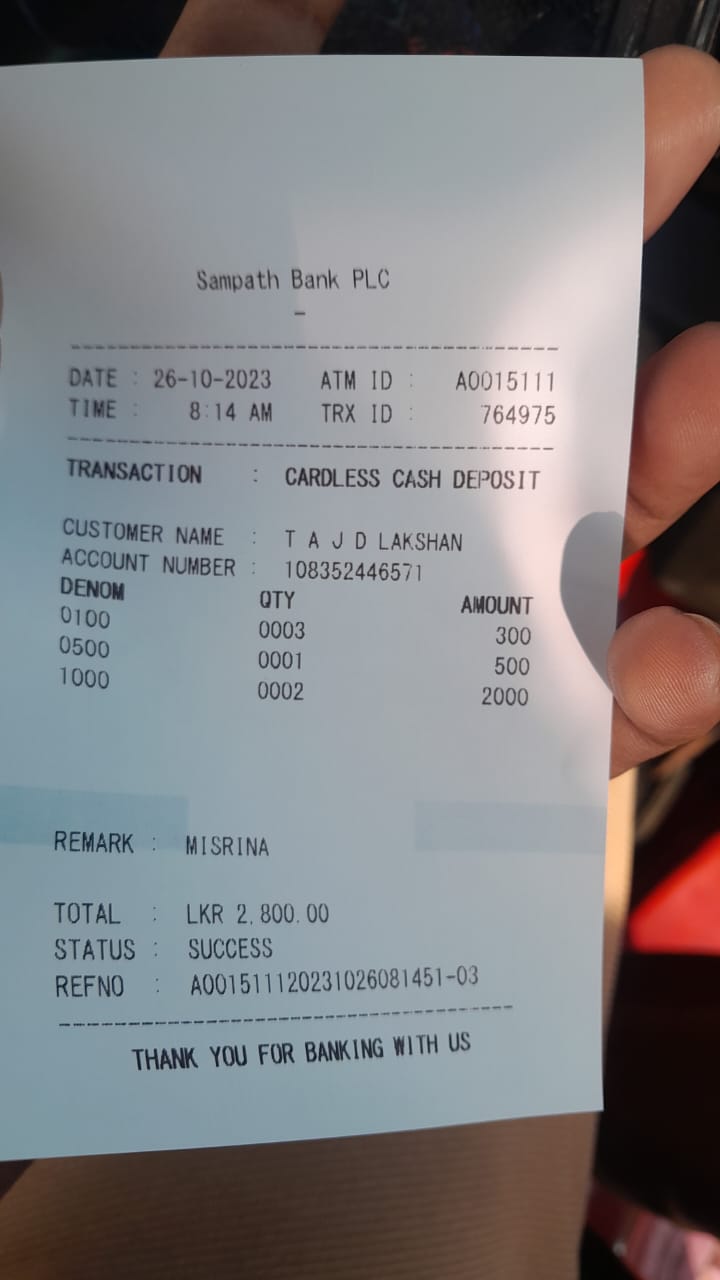 Sampath Bank PLC
–
DATE : 26-10-2023 ATM ID : A0015111
TIME : 8:14 AM TRX ID : 764975
TRANSACTION : CARDLESS CASH DEPOSIT
CUSTOMER NAME : T A J D LAKSHAN
ACCOUNT NUMBER : 108352446571
DENOM QTY AMOUNT
0100 0003 300
0500 0001 500
1000 0002 2000
REMARK : MISRINA
TOTAL : LKR 2,800.00
STATUS : SUCCESS
REFNO : A00151112023​1026081451-03
THANK YOU FOR BANKING WITH US